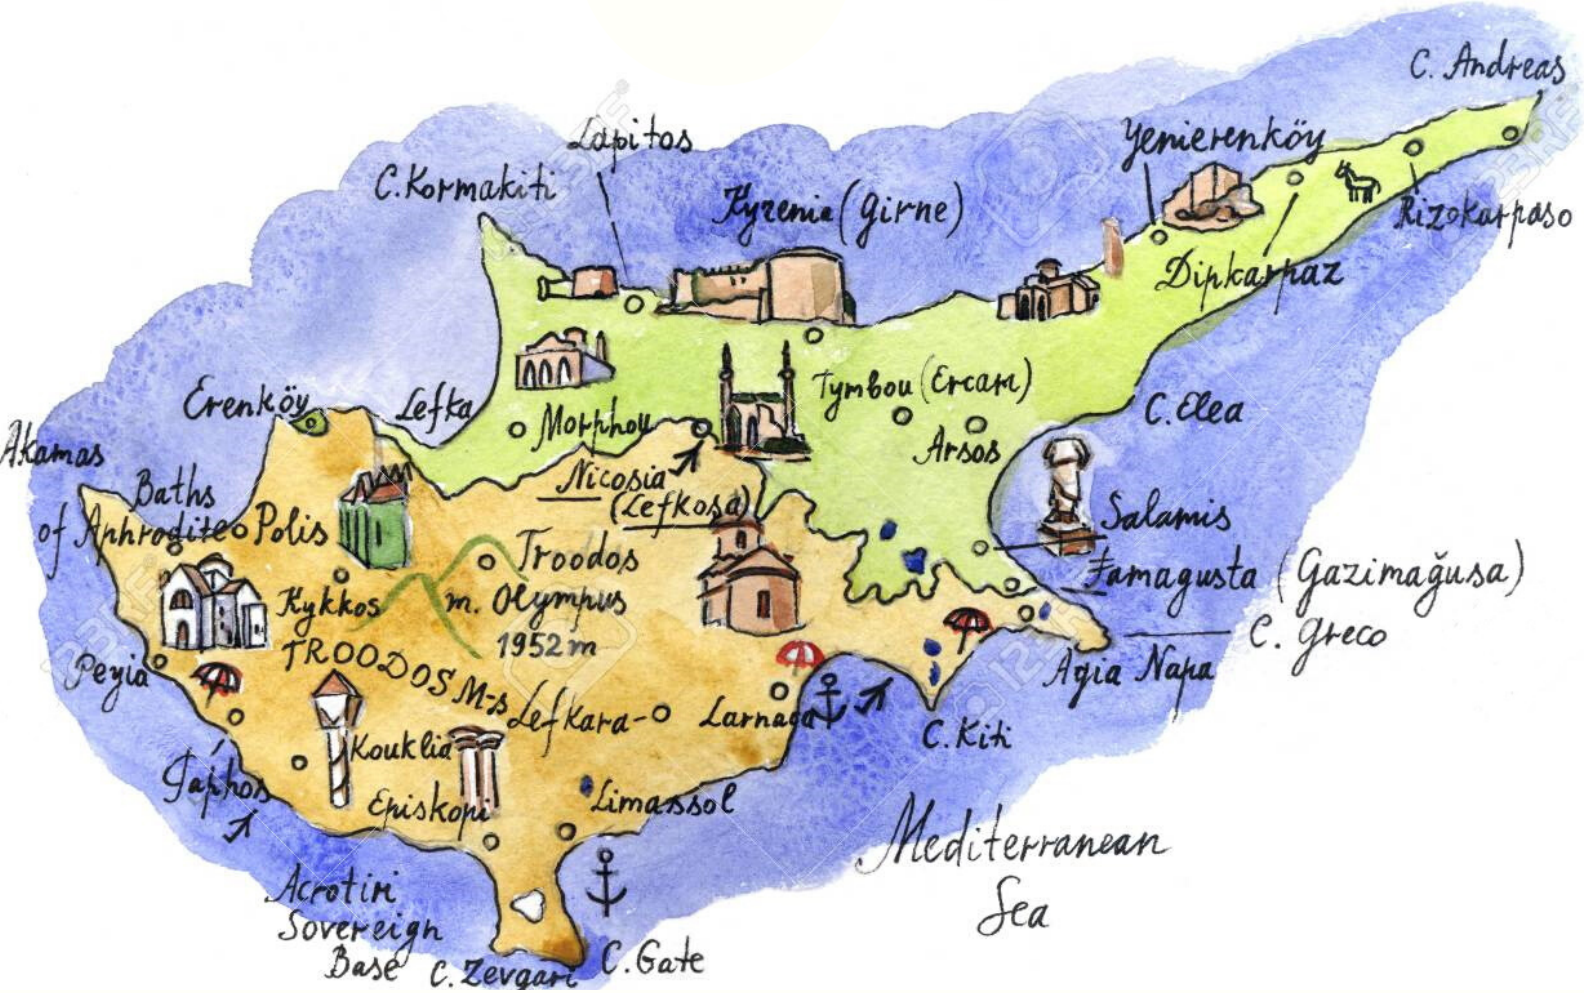 C. Andreas
Lapitos
Yenierenköy
C. Kormakiti
Kyrenia (Girne)
Rizokarpaso
Dipkarpaz
Erenköy
Lefka
Tymbou (Ercam)
C. Elea
Morphou
Arsos
Akamas
Nicosia
(Lefkosa)
Baths
of Aphrodite
Polis
Salamis
Troodos
Famagusta (Gazimağusa)
Kykkos
m. Olympus
1952 m
C. Greco
TROODOS M-s
Peyia
Agia Napa
Lefkara
Larnaca
C. Kiti
Kouklia
Paphos
Episkopi
Limassol
Mediterranean
Sea
Acrotiri
Sovereign
Base
C. Zevgari
C. Gate
123RF